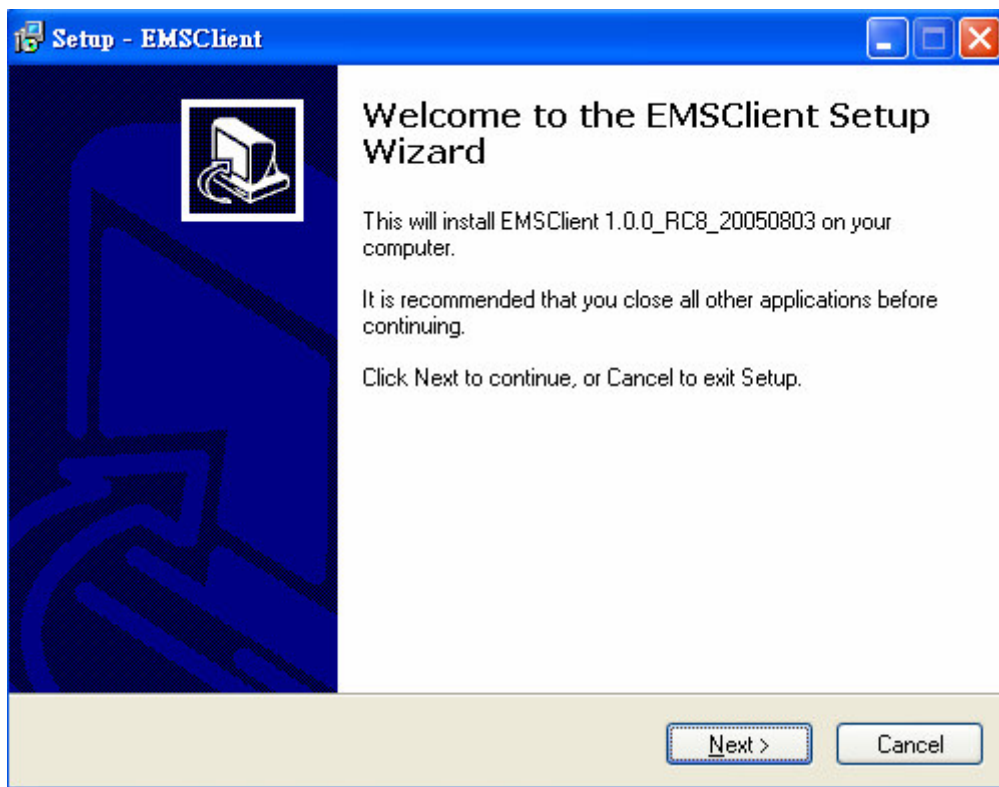 Setup - EMSClient
Welcome to the EMSClient Setup
Wizard
This will install EMSClient 1.0.0_RC8_20050803 on your
computer.
It is recommended that you close all other applications before
continuing.
Click Next to continue, or Cancel to exit Setup.
Next >
Cancel